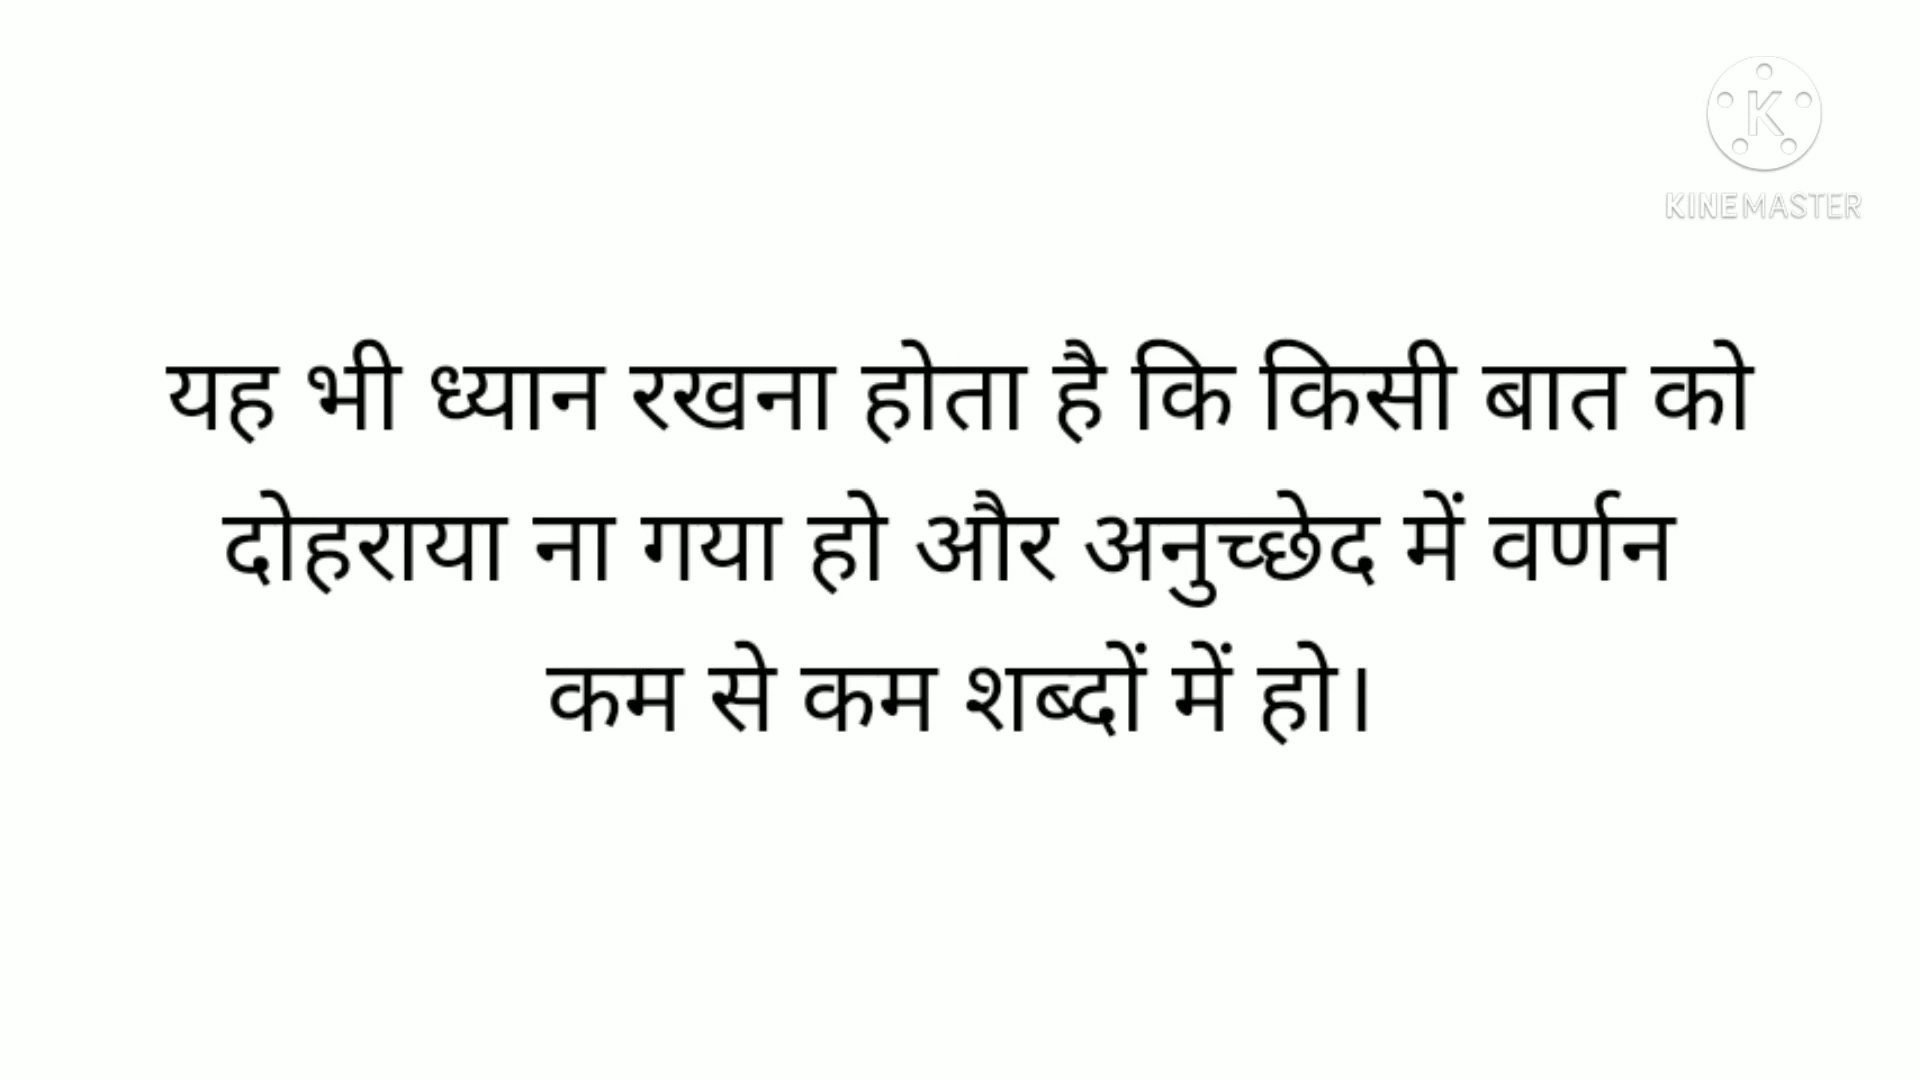 KINEMASTER
यह भी ध्यान रखना होता है कि किसी बात को
दोहराया ना गया हो और अनुच्छेद में वर्णन
कम से कम शब्दों में हो।